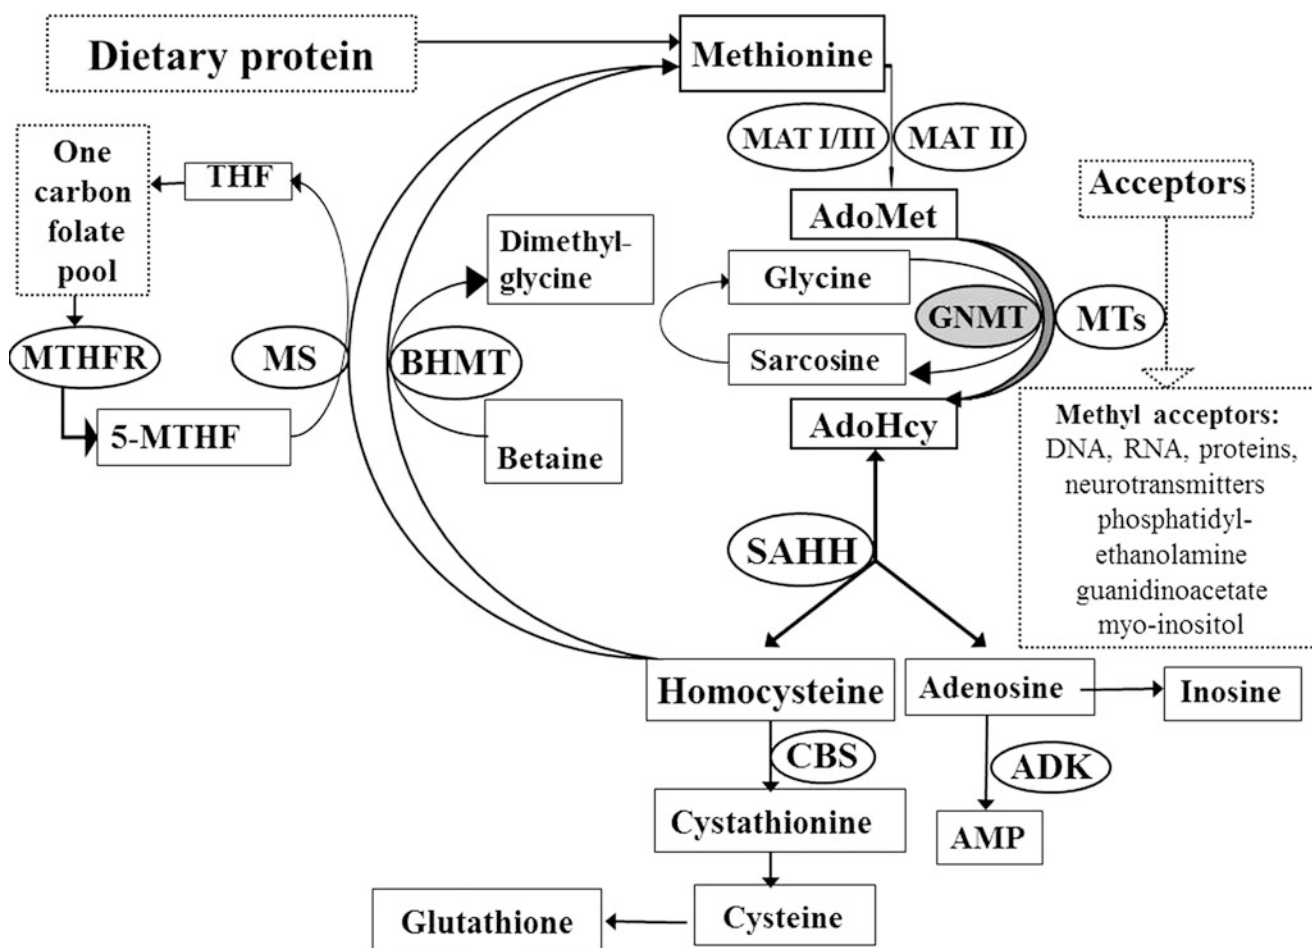 Dietary protein
Methionine
MAT I/III
MAT II
One
carbon
folate
pool
THF
Acceptors
AdoMet
Dimethyl-
glycine
Glycine
GNMT
MTs
MTHFR
MS
BHMT
Sarcosine
5-MTHF
Betaine
AdoHcy
Methyl acceptors:
DNA, RNA, proteins,
neurotransmitters
phosphatidyl-
ethanolamine
guanidinoacetate
myo-inositol
SAHH
Homocysteine
Adenosine
Inosine
CBS
ADK
Cystathionine
AMP
Glutathione
Cysteine